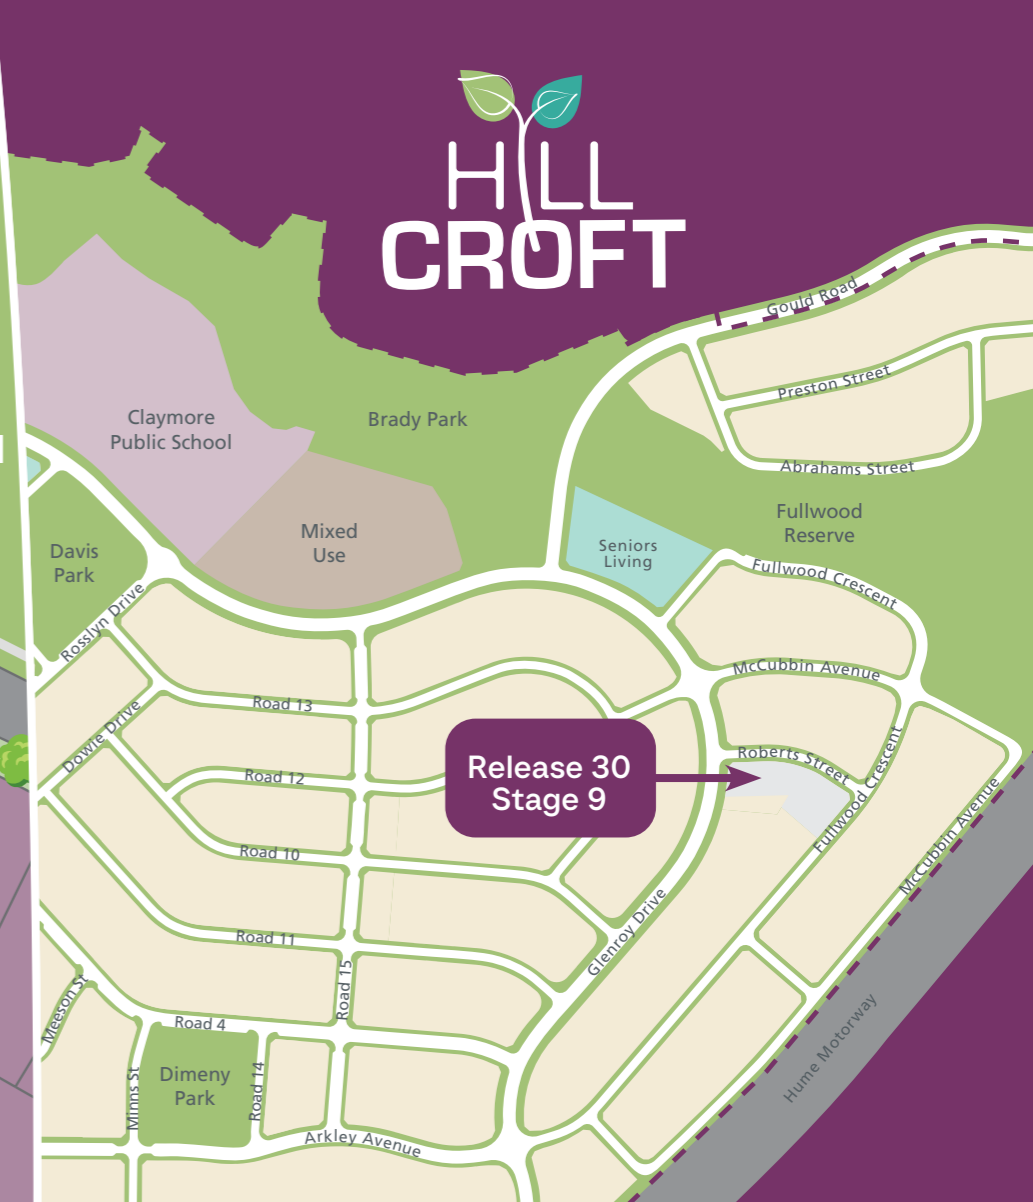 HILL
CROFT
Gould Road
Preston Street
Abrahams Street
Claymore
Public School
Brady Park
Mixed
Use
Davis
Park
Fullwood
Reserve
Seniors
Living
Fullwood Crescent
Rosslyn Drive
McCubbin Avenue
Road 13
Dowie Drive
Release 30
Stage 9
Roberts Street
Fullwood Crescent
Road 12
McCubbin Avenue
Road 10
Glenroy Drive
Road 11
Road 15
Meeson St
Road 4
Hume Motorway
Dimeny
Park
Minns St
Road 14
Arkley Avenue